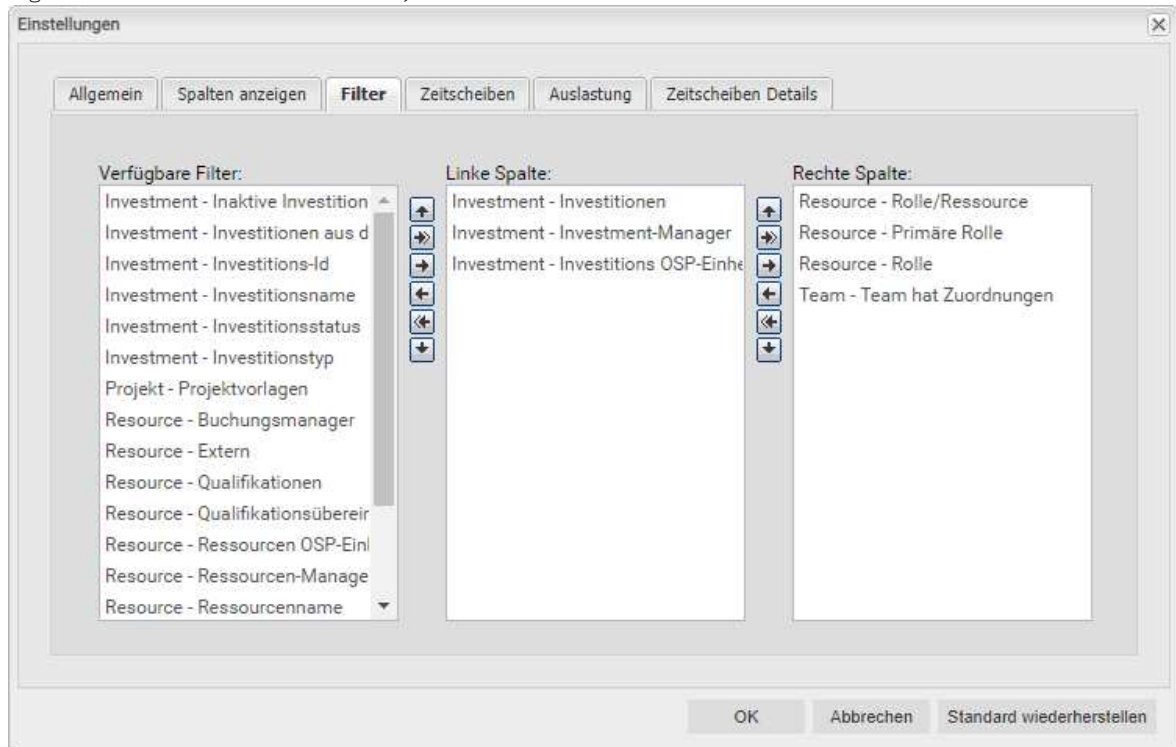 Einstellungen
Allgemein
Spalten anzeigen
Filter
Zeitscheiben
Auslastung
Zeitscheiben Details
Verfügbare Filter:
Investment - Inaktive Investition
Investment - Investitionen aus d
Investment - Investitions-Id
Investment - Investitionsname
Investment - Investitionsstatus
Investment - Investitionstyp
Projekt - Projektvorlagen
Resource - Buchungsmanager
Resource - Extern
Resource - Qualifikationen
Resource - Qualifikationsüberein
Resource - Ressourcen OSP-Einl
Resource - Ressourcen-Manage
Resource - Ressourcenname
Linke Spalte:
Investment - Investitionen
Investment - Investment-Manager
Investment - Investitions OSP-Einhe
Rechte Spalte:
Resource - Rolle/Ressource
Resource - Primäre Rolle
Resource - Rolle
Team - Team hat Zuordnungen
OK
Abbrechen
Standard wiederherstellen